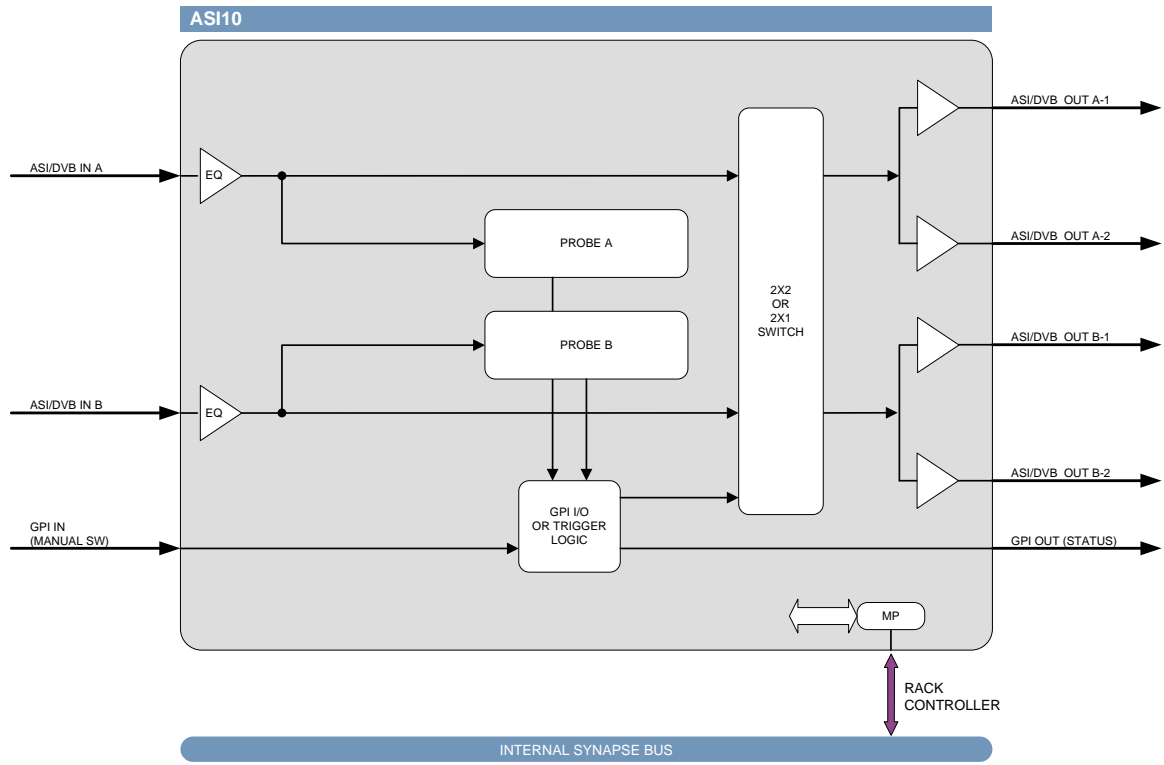 ASI10
ASI/DVB OUT A-1
ASI/DVB IN A
EQ
PROBE A
ASI/DVB OUT A-2
2X2
OR
2X1
SWITCH
PROBE B
ASI/DVB OUT B-1
ASI/DVB IN B
EQ
ASI/DVB OUT B-2
GPI IN
(MANUAL SW)
GPI I/O
OR TRIGGER
LOGIC
GPI OUT (STATUS)
MP
RACK
CONTROLLER
INTERNAL SYNAPSE BUS